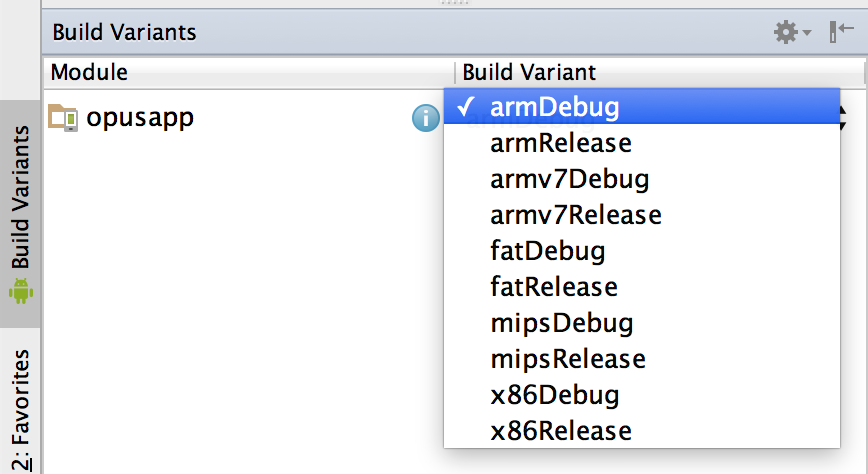 Build Variants
Module
Build Variant
opusapp
armDebug
armRelease
armv7Debug
armv7Release
fatDebug
fatRelease
mipsDebug
mipsRelease
x86Debug
x86Release
Build Variants
2: Favorites